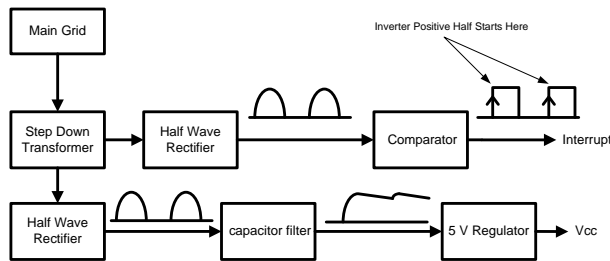 Main Grid
Inverter Positive Half Starts Here
Step Down
Transformer
Half Wave
Rectifier
Comparator
Interrupt
Half Wave
Rectifier
capacitor filter
5 V Regulator
Vcc